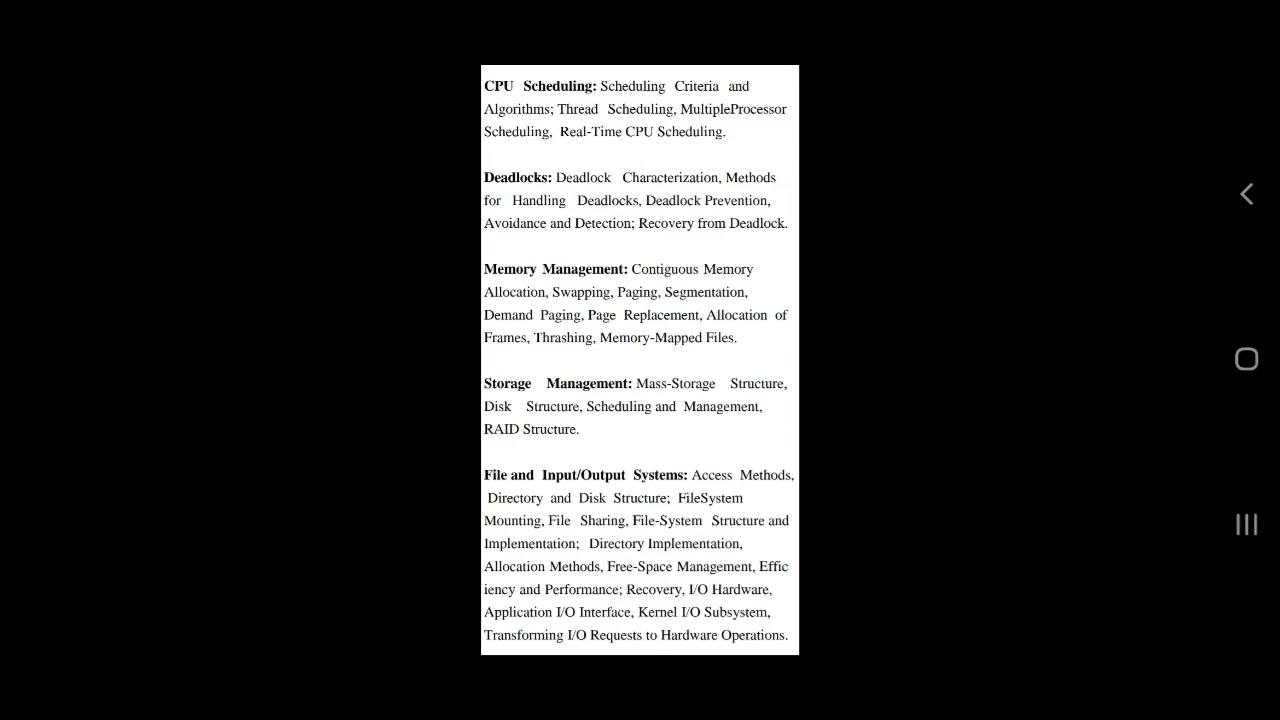 CPU Scheduling: Scheduling Criteria and
Algorithms; Thread Scheduling, MultipleProcessor
Scheduling, Real-Time CPU Scheduling.
Deadlocks: Deadlock Characterization, Methods
for Handling Deadlocks, Deadlock Prevention,
Avoidance and Detection; Recovery from Deadlock.
Memory Management: Contiguous Memory
Allocation, Swapping, Paging, Segmentation,
Demand Paging, Page Replacement, Allocation of
Frames, Thrashing, Memory-Mapped Files.
Storage Management: Mass-Storage Structure,
Disk Structure, Scheduling and Management,
RAID Structure.
File and Input/Output Systems: Access Methods,
Directory and Disk Structure; FileSystem
Mounting, File Sharing, File-System Structure and
Implementation; Directory Implementation,
Allocation Methods, Free-Space Management, Effic
iency and Performance; Recovery, I/O Hardware,
Application I/O Interface, Kernel I/O Subsystem,
Transforming I/O Requests to Hardware Operations.